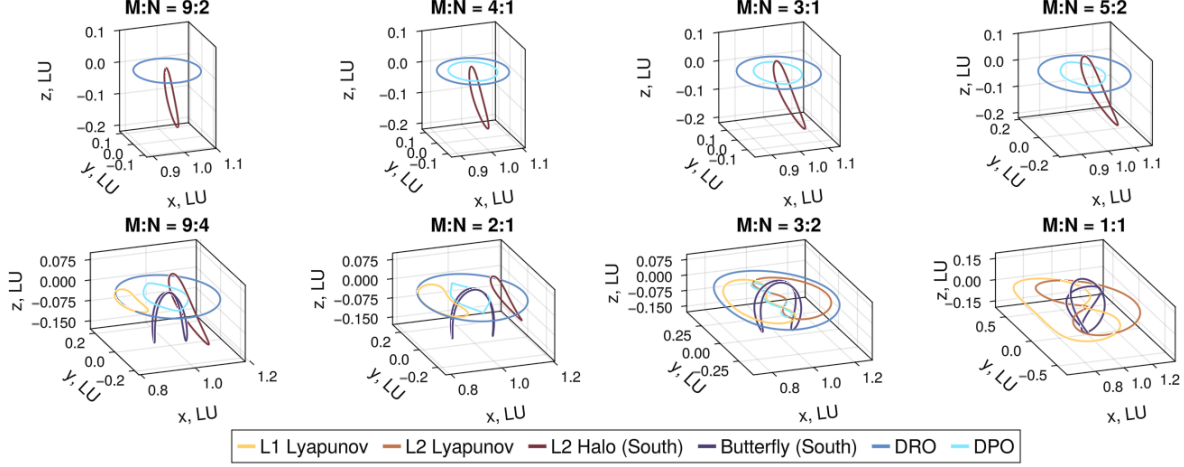 M:N = 9:2
M:N = 4:1
M:N = 3:1
M:N = 5:2
0.1
0.0
−0.1
−0.2
z, LU
0.1
0.0
−0.1
y, LU
0.9
1.0
1.1
x, LU
0.1
0.0
−0.1
−0.2
z, LU
0.1
0.0
−0.1
y, LU
0.9
1.0
1.1
x, LU
0.1
0.0
−0.1
−0.2
z, LU
0.1
0.0
−0.1
y, LU
0.9
1.0
1.1
x, LU
0.1
0.0
−0.1
−0.2
z, LU
0.2
0.0
−0.2
y, LU
0.9
1.0
1.1
x, LU
M:N = 9:4
M:N = 2:1
M:N = 3:2
M:N = 1:1
0.075
0.000
−0.075
−0.150
z, LU
0.2
0.0
−0.2
y, LU
0.8
1.0
1.2
x, LU
0.075
0.000
−0.075
−0.150
z, LU
0.2
0.0
−0.2
y, LU
0.8
1.0
1.2
x, LU
0.075
0.000
−0.075
−0.150
z, LU
0.25
0.00
−0.25
y, LU
0.8
1.0
1.2
x, LU
0.15
0.00
−0.15
z, LU
0.5
0.0
−0.5
y, LU
0.8
1.0
1.2
x, LU
L1 Lyapunov L2 Lyapunov L2 Halo (South) Butterfly (South) DRO DPO